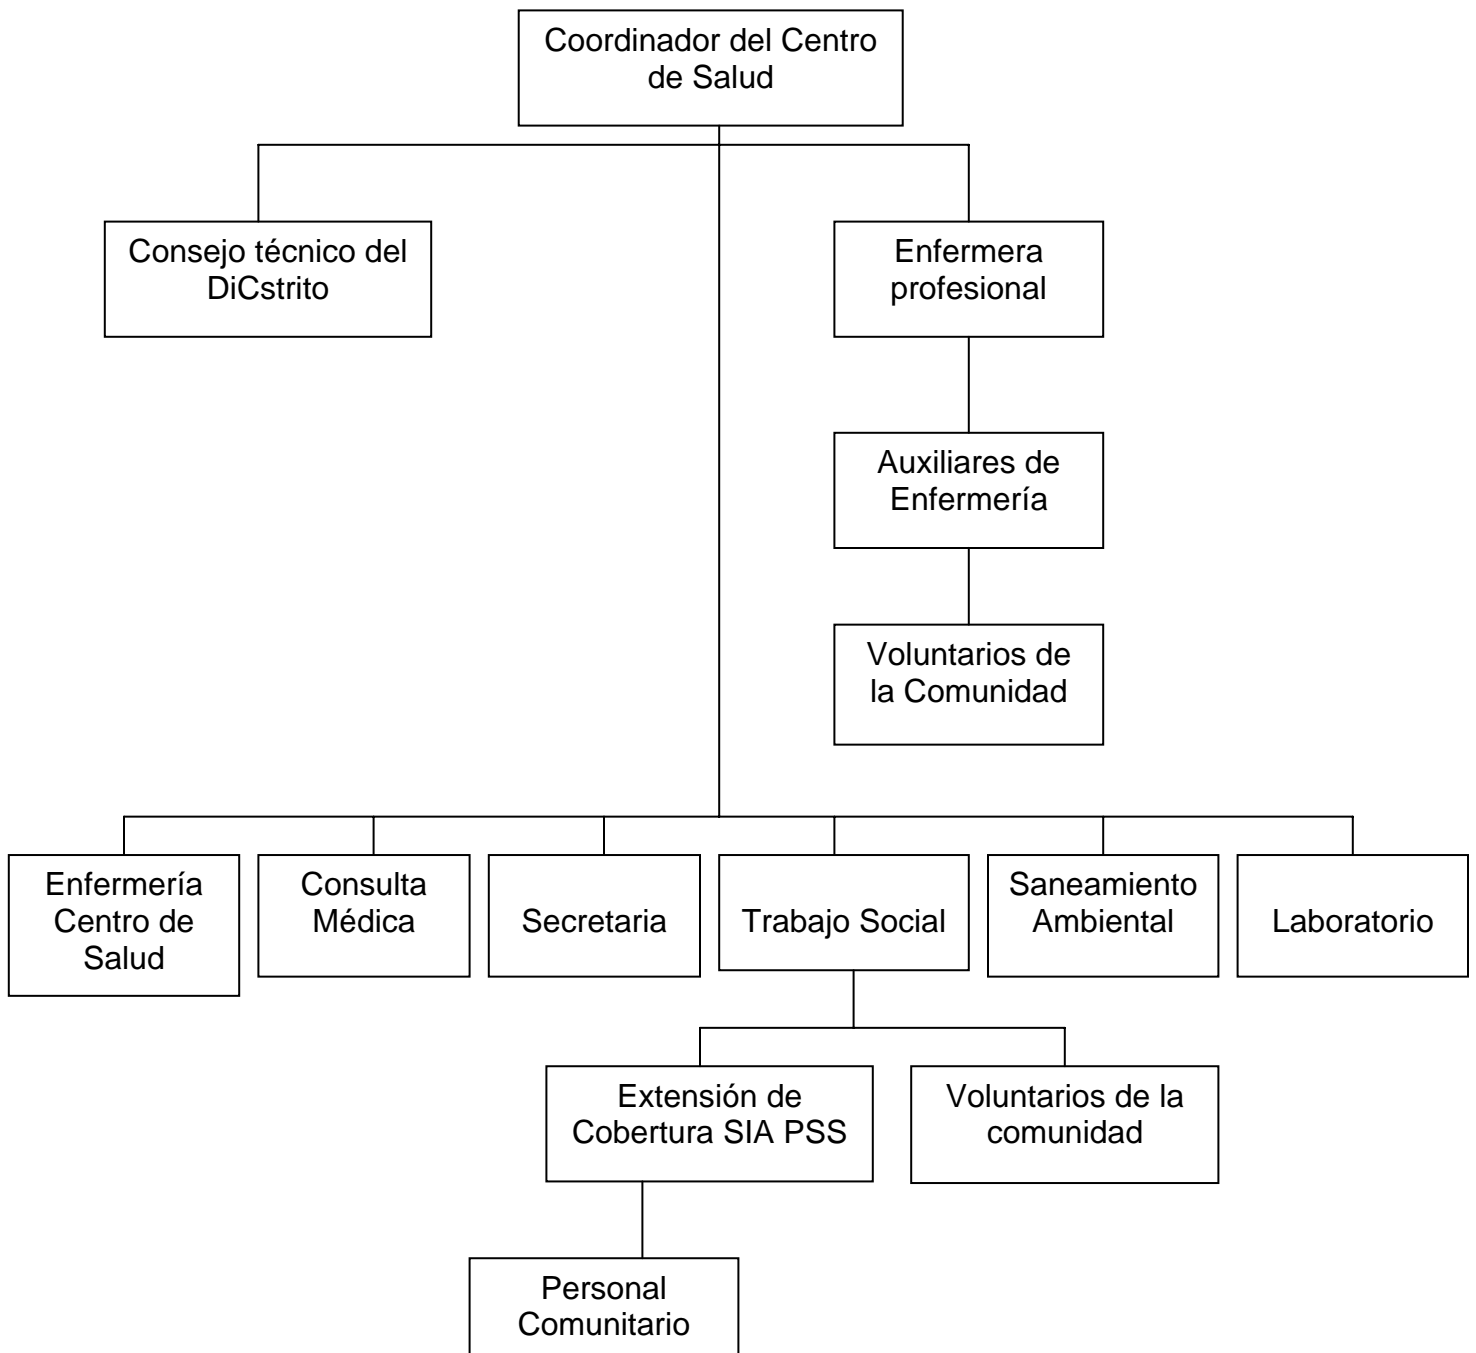 Coordinador del Centro
de Salud
Consejo técnico del
DiCstrito
Enfermera
profesional
Auxiliares de
Enfermería
Voluntarios de
la Comunidad
Enfermería
Centro de
Salud
Consulta
Médica
Secretaria
Trabajo Social
Saneamiento
Ambiental
Laboratorio
Extensión de
Cobertura SIA PSS
Voluntarios de la
comunidad
Personal
Comunitario